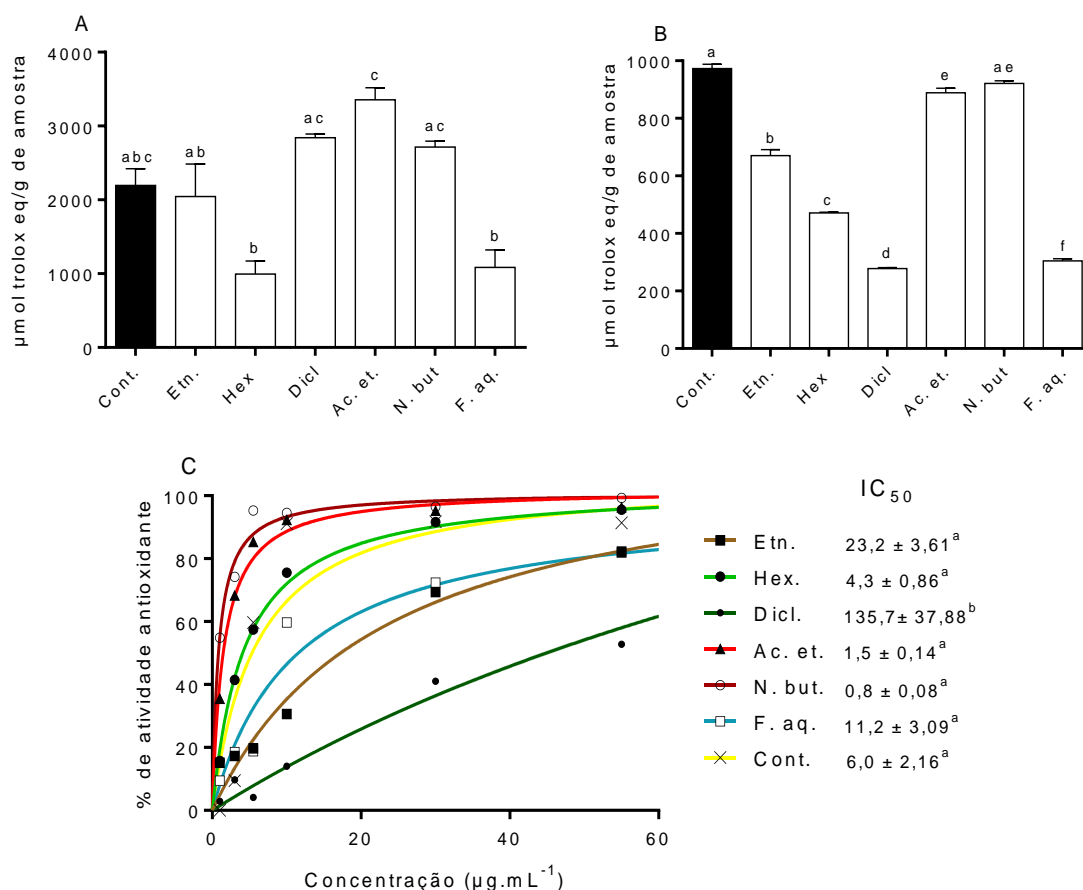 A
µmol trolox eq/g de amostra
4000
3000
2000
1000
0
abc
ab
b
ac
c
ac
b
Cont.
Etn.
Hex
Dicl
Ac. et.
N. but
F. aq.
B
µmol trolox eq/g de amostra
1000
800
600
400
200
0
a
b
c
d
e
ae
f
Cont.
Etn.
Hex
Dicl
Ac. et.
N. but
F. aq.
C
% de atividade antioxidante
100
80
60
40
20
0
0 20 40 60
Concentração (µg.mL⁻¹)
IC₅₀
Etn. 23,2 ± 3,61ᵃ
Hex. 4,3 ± 0,86ᵃ
Dicl. 135,7± 37,88ᵇ
Ac. et. 1,5 ± 0,14ᵃ
N. but. 0,8 ± 0,08ᵃ
F. aq. 11,2 ± 3,09ᵃ
Cont. 6,0 ± 2,16ᵃ